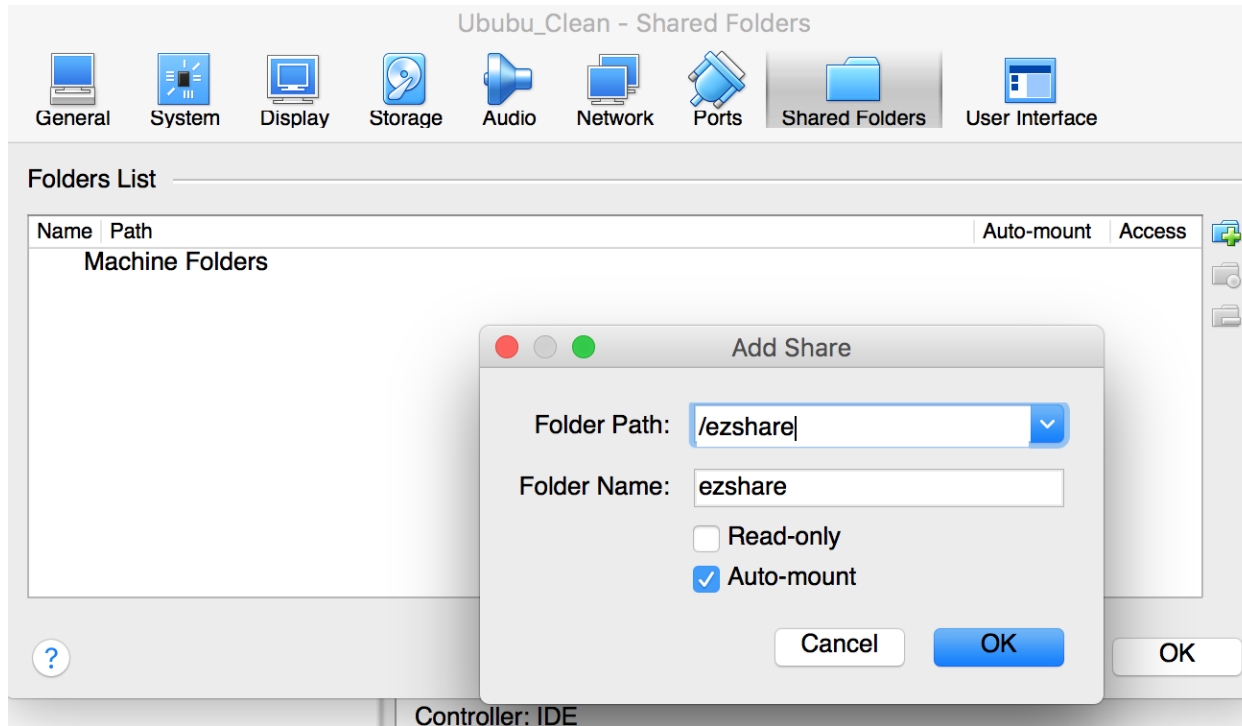 Ububu_Clean - Shared Folders
General System Display Storage Audio Network Ports Shared Folders User Interface
Folders List
Name Path Auto-mount Access
Machine Folders
Add Share
Folder Path: /ezshare
Folder Name: ezshare
Read-only
Auto-mount
Cancel OK
? OK
Controller: IDE